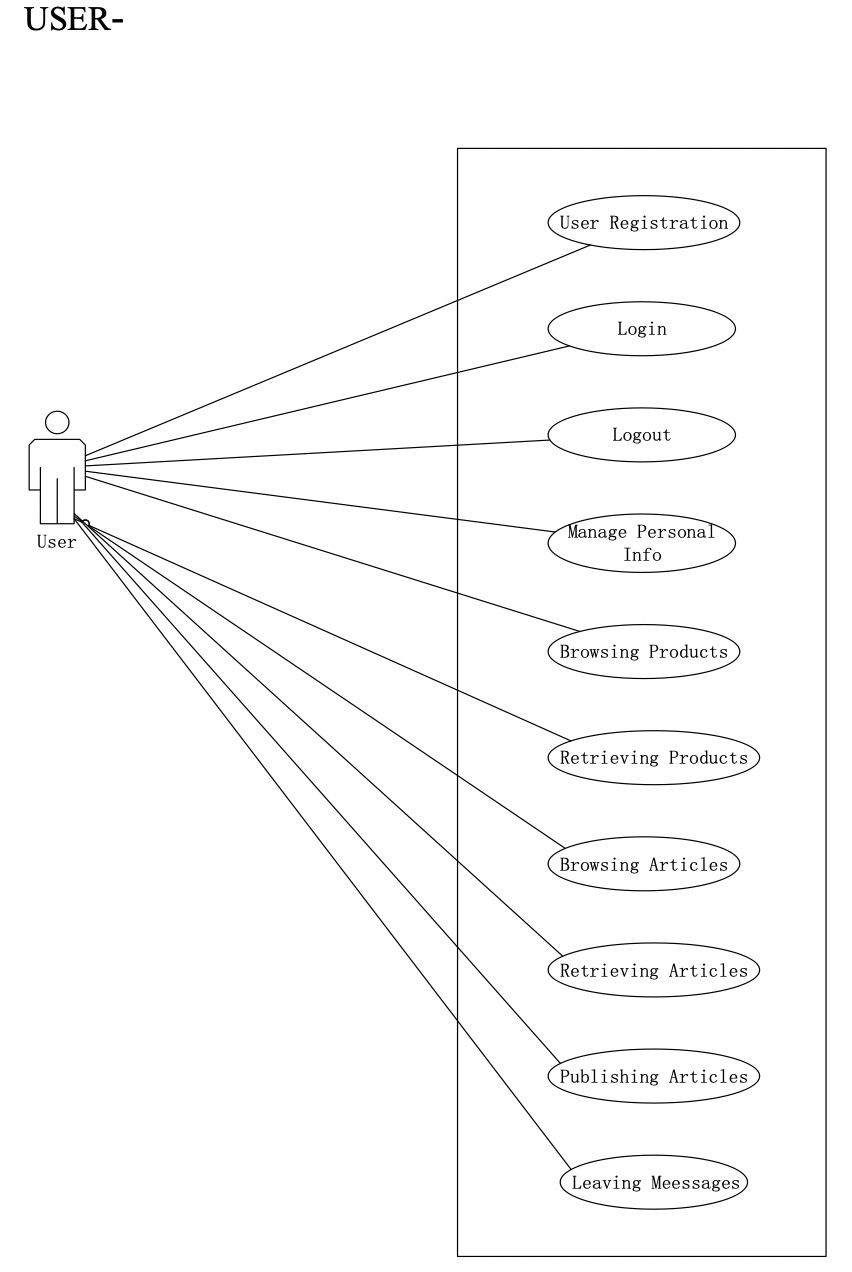 USER-
User Registration
Login
Logout
Manage Personal
Info
User
Browsing Products
Retrieving Products
Browsing Articles
Retrieving Articles
Publishing Articles
Leaving Meessages